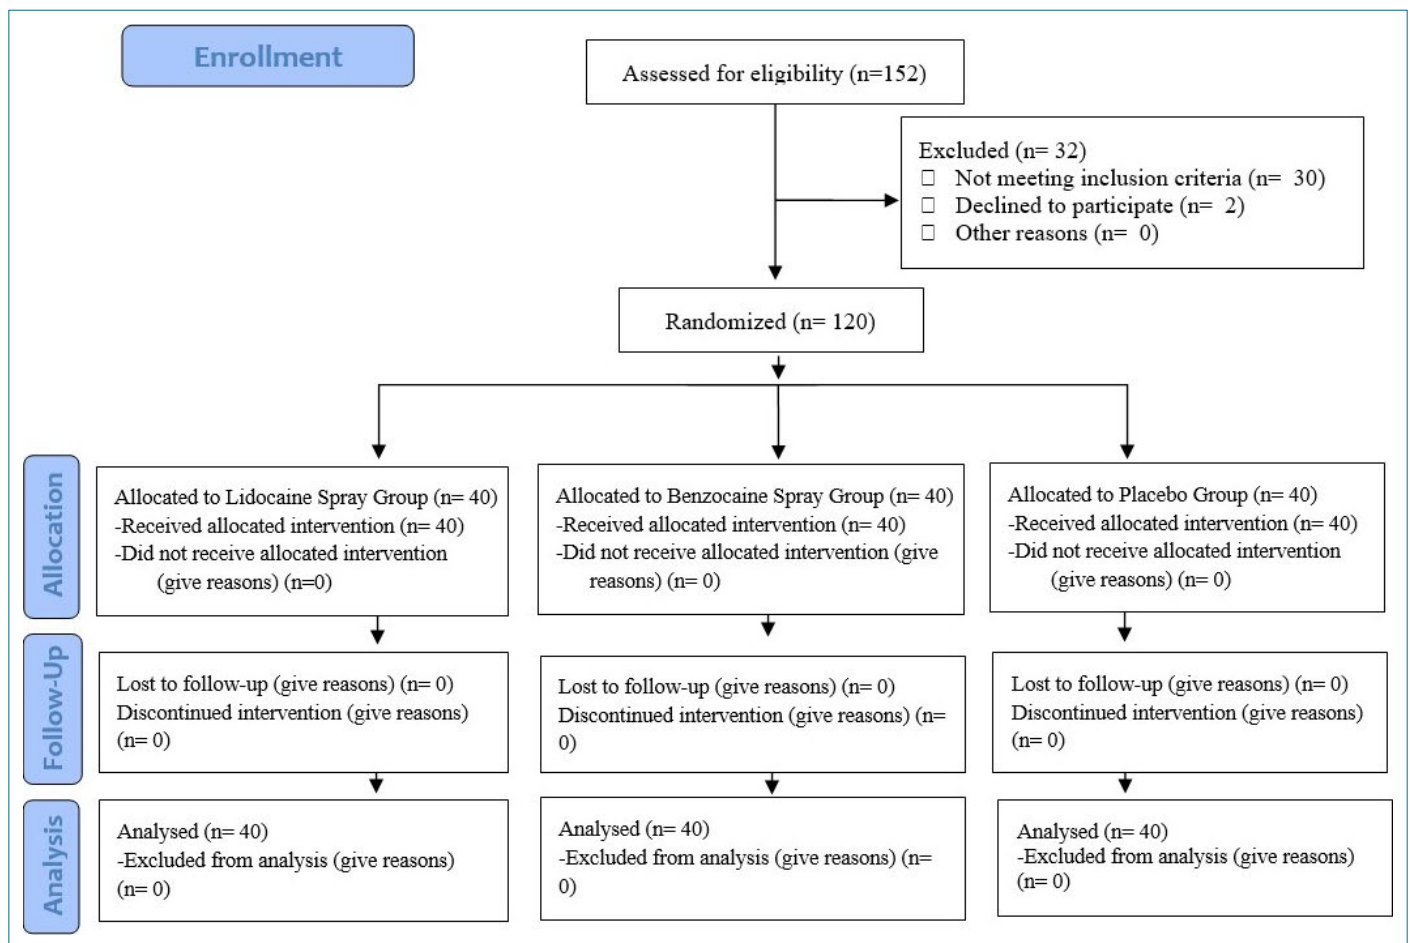 Enrollment
Assessed for eligibility (n=152)
Excluded (n= 32)
□ Not meeting inclusion criteria (n= 30)
□ Declined to participate (n= 2)
□ Other reasons (n= 0)
Randomized (n= 120)
Allocation
Allocated to Lidocaine Spray Group (n= 40)
-Received allocated intervention (n= 40)
-Did not receive allocated intervention
(give reasons) (n=0)
Allocated to Benzocaine Spray Group (n= 40)
-Received allocated intervention (n= 40)
-Did not receive allocated intervention (give
reasons) (n= 0)
Allocated to Placebo Group (n= 40)
-Received allocated intervention (n= 40)
-Did not receive allocated intervention
(give reasons) (n= 0)
Follow-Up
Lost to follow-up (give reasons) (n= 0)
Discontinued intervention (give reasons)
(n= 0)
Lost to follow-up (give reasons) (n= 0)
Discontinued intervention (give reasons) (n=
0)
Lost to follow-up (give reasons) (n= 0)
Discontinued intervention (give reasons)
(n= 0)
Analysis
Analysed (n= 40)
-Excluded from analysis (give reasons)
(n= 0)
Analysed (n= 40)
-Excluded from analysis (give reasons) (n=
0)
Analysed (n= 40)
-Excluded from analysis (give reasons)
(n= 0)